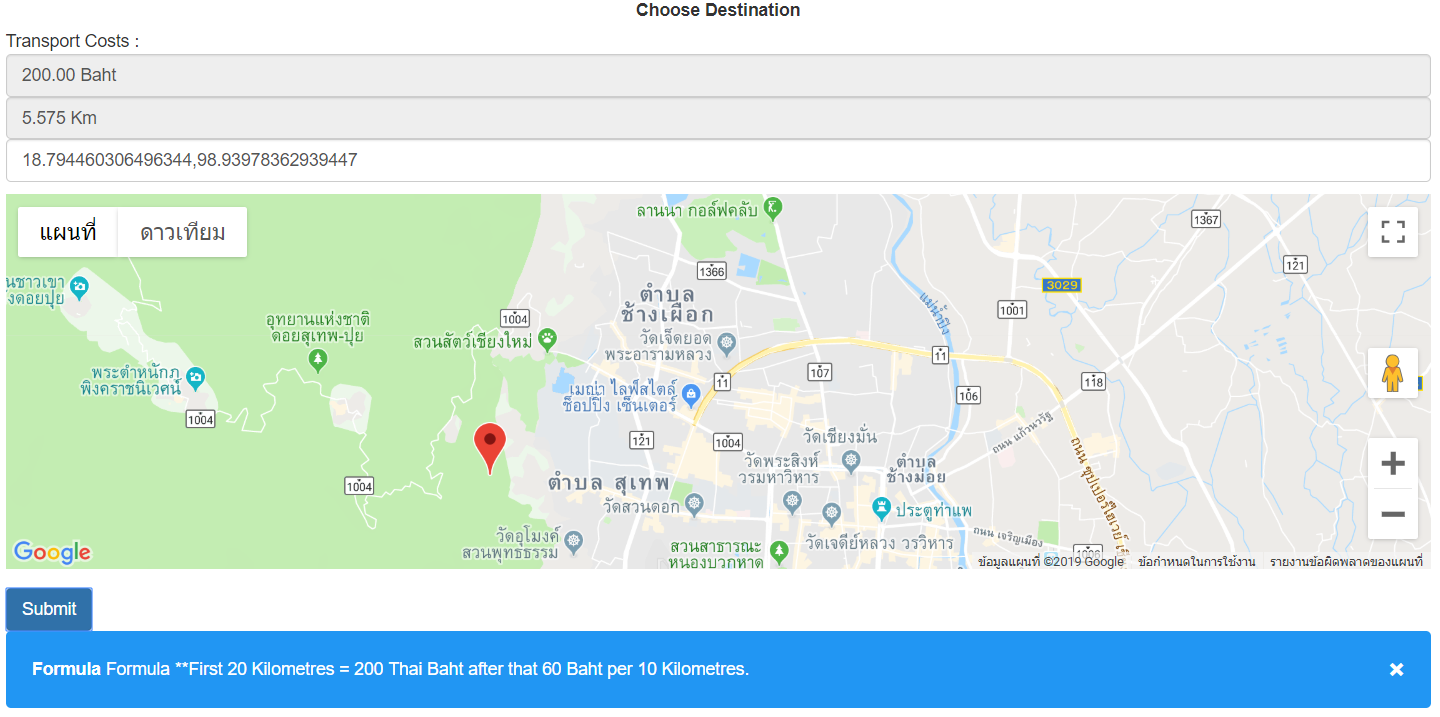 Choose Destination
Transport Costs :
200.00 Baht
5.575 Km
18.794460306496344,98.93978362939447
แผนที่
ดาวเทียม
ลานนา กอล์ฟคลับ
1367
121
1366
3029
1001
นชาวเขา
งดอยปุย
ตำบล
ช้างเผือก
แม่น้ำปิง
อุทยานแห่งชาติ
ดอยสุเทพ-ปุย
1004
สวนสัตว์เชียงใหม่
วัดเจ็ดยอด
พระอารามหลวง
11
พระตำหนักภู
พิงคราชนิเวศน์
107
11
118
เมญ่า ไลฟ์สไตล์
ช็อปปิ้ง เซ็นเตอร์
106
1004
121
1004
วัดเชียงมั่น
ถนน แก้วนวรัฐ
ถนน ซุปเปอร์ไฮเวย์
วัดพระสิงห์
วรมหาวิหาร
ตำบล
ช้างม่อย
1004
ตำบล สุเทพ
วัดสวนดอก
ประตูท่าแพ
วัดอุโมงค์
สวนพุทธธรรม
สวนสาธารณะ
หนองบวกหาด
วัดเจดีย์หลวง วรวิหาร
ถนน เจริญเมือง
1006
Google
ข้อมูลแผนที่ ©2019 Google
ข้อกำหนดในการใช้งาน
รายงานข้อผิดพลาดของแผนที่
Submit
Formula Formula **First 20 Kilometres = 200 Thai Baht after that 60 Baht per 10 Kilometres.